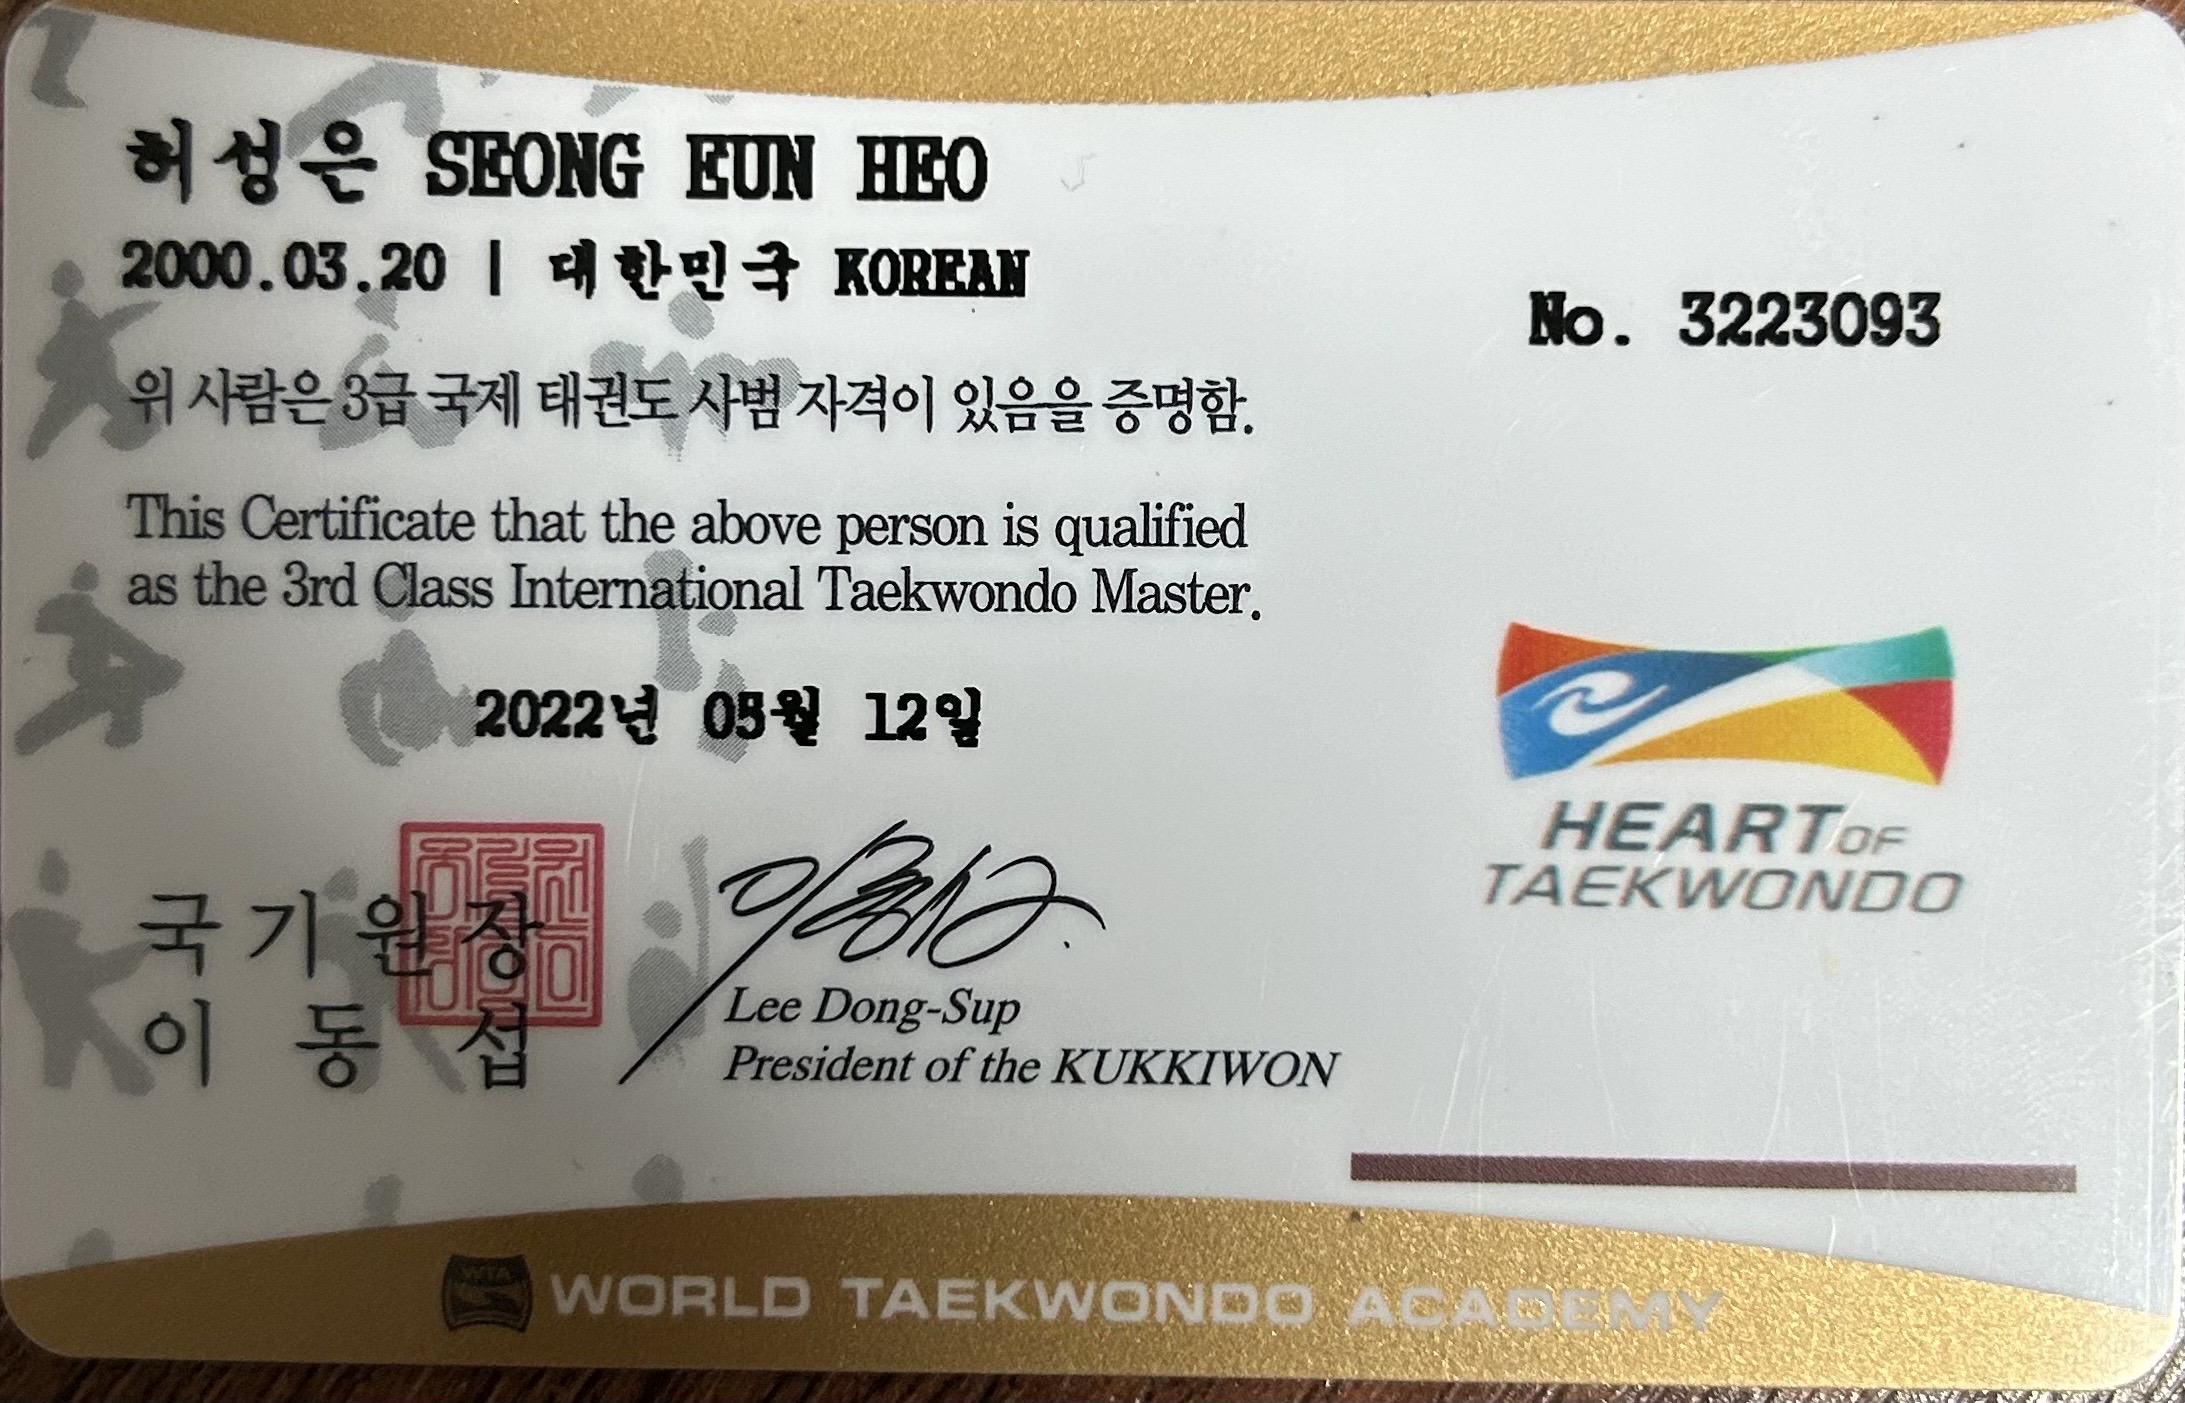 허성은 SEONG EUN HEO
2000.03.20 | 대한민국 KOREAN
No. 3223093
위 사람은 3급 국제 태권도 사범 자격이 있음을 증명함.
This Certificate that the above person is qualified
as the 3rd Class International Taekwondo Master.
2022년 05월 12일
HEART OF
TAEKWONDO
국기원장
이동섭
Lee Dong-Sup
President of the KUKKIWON
WORLD TAEKWONDO ACADEMY